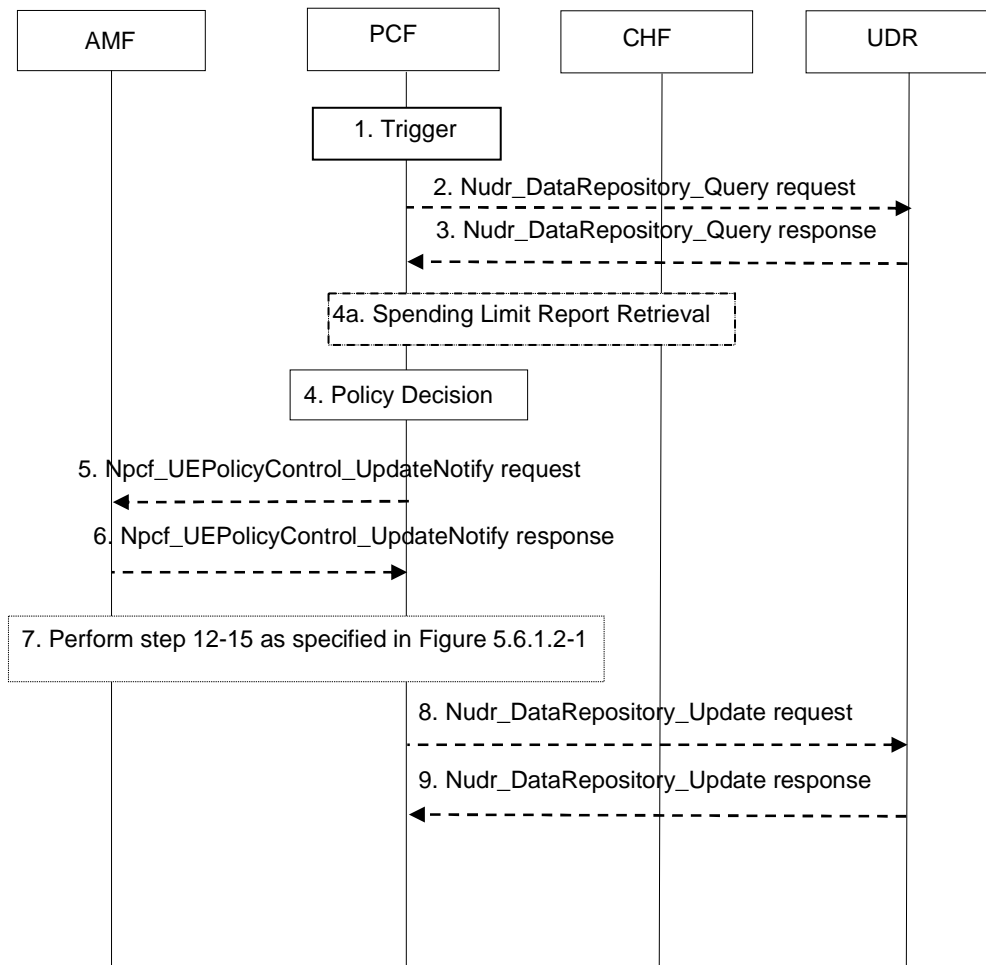 AMF
PCF
CHF
UDR
1. Trigger
2. Nudr_DataRepository_Query request
3. Nudr_DataRepository_Query response
4a. Spending Limit Report Retrieval
4. Policy Decision
5. Npcf_UEPolicyControl_UpdateNotify request
6. Npcf_UEPolicyControl_UpdateNotify response
7. Perform step 12-15 as specified in Figure 5.6.1.2-1
8. Nudr_DataRepository_Update request
9. Nudr_DataRepository_Update response